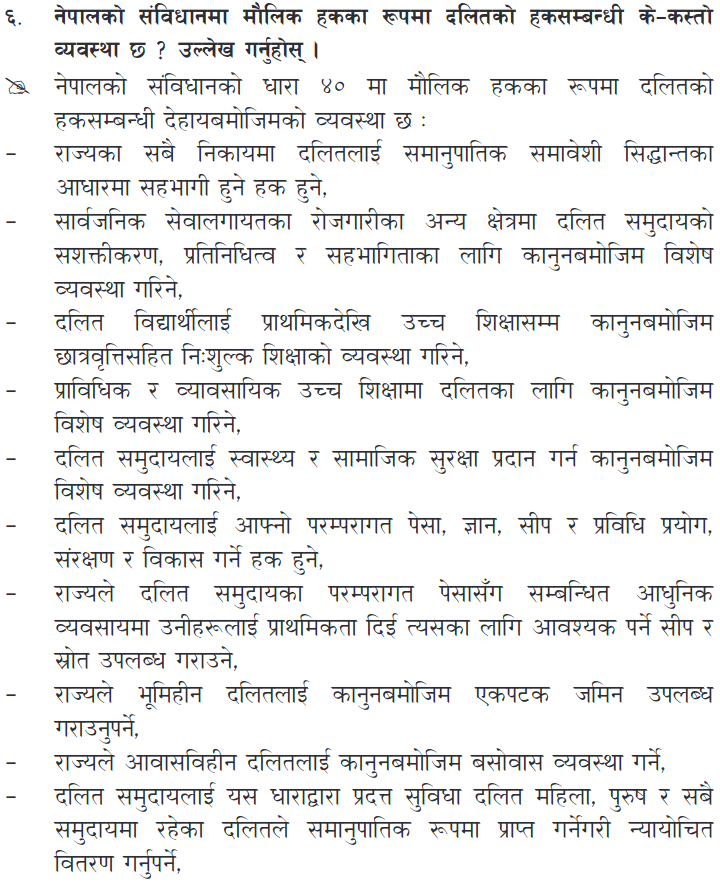 ६. नेपालको संविधानमा मौलिक हकका रूपमा दलितको हकसम्बन्धी के-कस्तो
व्यवस्था छ ? उल्लेख गर्नुहोस् ।
नेपालको संविधानको धारा ४० मा मौलिक हकका रूपमा दलितको
हकसम्बन्धी देहायबमोजिमको व्यवस्था छ :
– राज्यका सबै निकायमा दलितलाई समानुपातिक समावेशी सिद्धान्तका
आधारमा सहभागी हुने हक हुने,
– सार्वजनिक सेवालगायतका रोजगारीका अन्य क्षेत्रमा दलित समुदायको
सशक्तीकरण, प्रतिनिधित्व र सहभागिताका लागि कानुनबमोजिम विशेष
व्यवस्था गरिने,
– दलित विद्यार्थीलाई प्राथमिकदेखि उच्च शिक्षासम्म कानुनबमोजिम
छात्रवृत्तिसहित निःशुल्क शिक्षाको व्यवस्था गरिने,
– प्राविधिक र व्यावसायिक उच्च शिक्षामा दलितका लागि कानुनबमोजिम
विशेष व्यवस्था गरिने,
– दलित समुदायलाई स्वास्थ्य र सामाजिक सुरक्षा प्रदान गर्न कानुनबमोजिम
विशेष व्यवस्था गरिने,
– दलित समुदायलाई आफ्नो परम्परागत पेसा, ज्ञान, सीप र प्रविधि प्रयोग,
संरक्षण र विकास गर्ने हक हुने,
– राज्यले दलित समुदायका परम्परागत पेसासँग सम्बन्धित आधुनिक
व्यवसायमा उनीहरूलाई प्राथमिकता दिई त्यसका लागि आवश्यक पर्ने सीप र
स्रोत उपलब्ध गराउने,
– राज्यले भूमिहीन दलितलाई कानुनबमोजिम एकपटक जमिन उपलब्ध
गराउनुपर्ने,
– राज्यले आवासविहीन दलितलाई कानुनबमोजिम बसोवास व्यवस्था गर्ने,
– दलित समुदायलाई यस धाराद्वारा प्रदत्त सुविधा दलित महिला, पुरुष र सबै
समुदायमा रहेका दलितले समानुपातिक रूपमा प्राप्त गर्नेगरी न्यायोचित
वितरण गर्नुपर्ने,